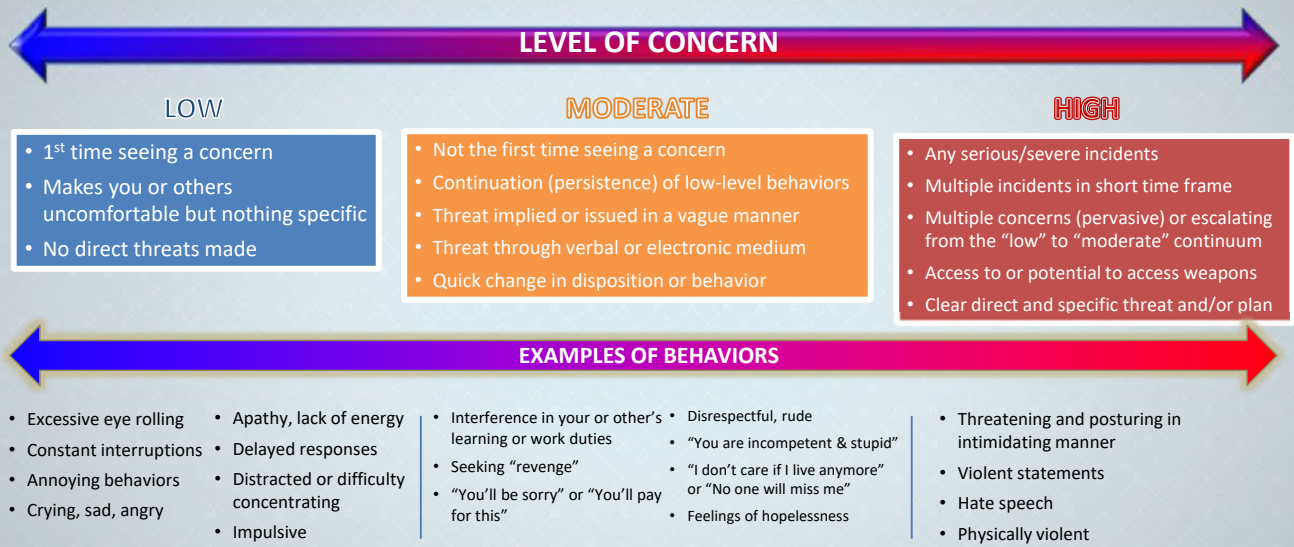 LEVEL OF CONCERN
LOW
• 1st time seeing a concern
• Makes you or others
uncomfortable but nothing specific
• No direct threats made
MODERATE
• Not the first time seeing a concern
• Continuation (persistence) of low-level behaviors
• Threat implied or issued in a vague manner
• Threat through verbal or electronic medium
• Quick change in disposition or behavior
HIGH
• Any serious/severe incidents
• Multiple incidents in short time frame
• Multiple concerns (pervasive) or escalating
from the “low” to “moderate” continuum
• Access to or potential to access weapons
• Clear direct and specific threat and/or plan
EXAMPLES OF BEHAVIORS
• Excessive eye rolling
• Constant interruptions
• Annoying behaviors
• Crying, sad, angry
• Apathy, lack of energy
• Delayed responses
• Distracted or difficulty
concentrating
• Impulsive
• Interference in your or other’s
learning or work duties
• Seeking “revenge”
• “You’ll be sorry” or “You’ll pay
for this”
• Disrespectful, rude
• “You are incompetent & stupid”
• “I don’t care if I live anymore”
or “No one will miss me”
• Feelings of hopelessness
• Threatening and posturing in
intimidating manner
• Violent statements
• Hate speech
• Physically violent